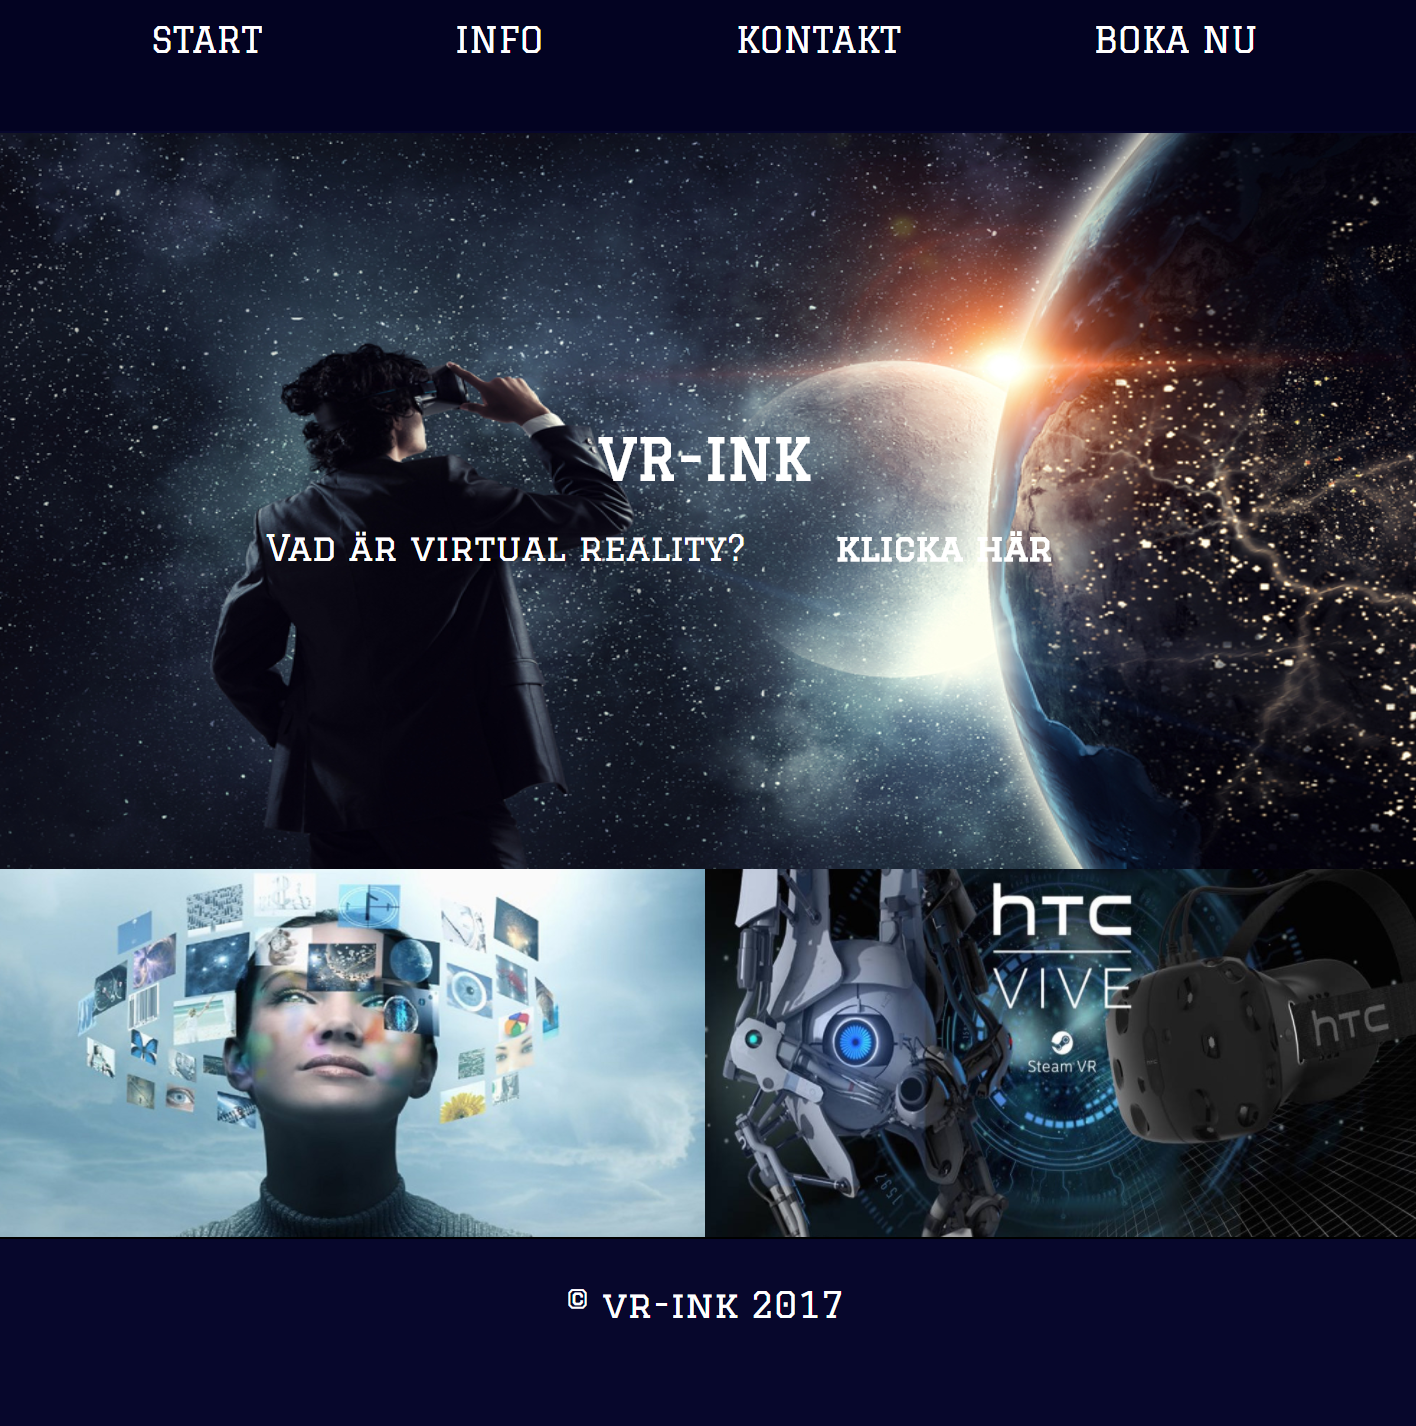 START INFO KONTAKT BOKA NU
VR-INK
VAD ÄR VIRTUAL REALITY? KLICKA HÄR
hTC
VIVE
Steam VR
hTC
1597
© VR-INK 2017